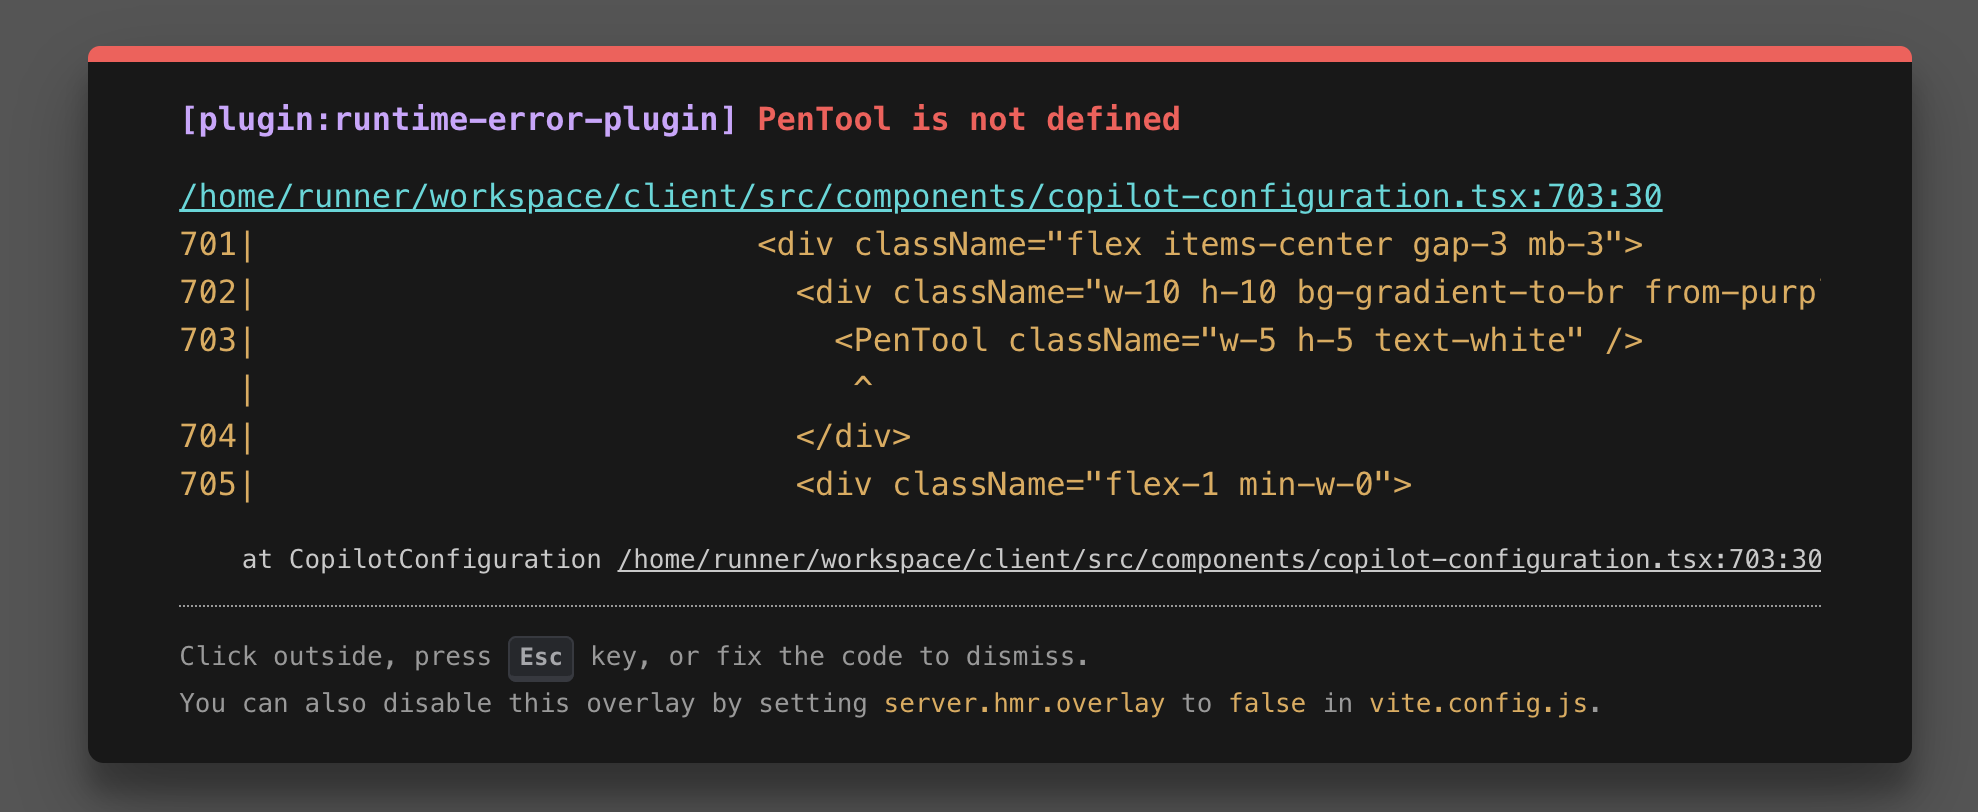 [plugin:runtime-error-plugin] PenTool is not defined
/home/runner/workspace/client/src/components/copilot-configuration.tsx:703:30
701|                          <div className="flex items-center gap-3 mb-3">
702|                            <div className="w-10 h-10 bg-gradient-to-br from-purp
703|                              <PenTool className="w-5 h-5 text-white" />
   |                               ^
704|                            </div>
705|                            <div className="flex-1 min-w-0">
    at CopilotConfiguration /home/runner/workspace/client/src/components/copilot-configuration.tsx:703:30
Click outside, press Esc key, or fix the code to dismiss.
You can also disable this overlay by setting server.hmr.overlay to false in vite.config.js.